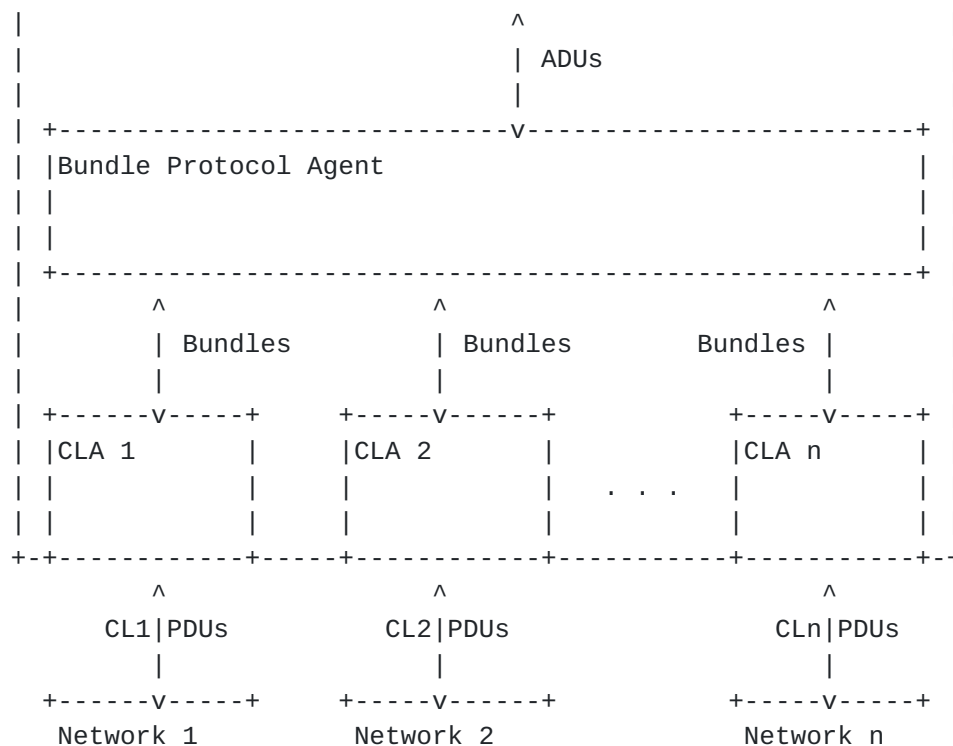 |                               ^                           |
|                               | ADUs                      |
|                               |                           |
| +-----------------------------v-------------------------+ |
| |Bundle Protocol Agent                                  | |
| |                                                       | |
| |                                                       | |
| +-------------------------------------------------------+ |
|        ^                 ^                        ^       |
|        | Bundles         | Bundles        Bundles |       |
|        |                 |                        |       |
| +------v-----+     +-----v------+           +-----v-----+ |
| |CLA 1       |     |CLA 2       |           |CLA n      | |
| |            |     |            |   . . .   |           | |
| |            |     |            |           |           | |
+-+------------+-----+------------+-----------+-----------+-+
         ^                 ^                        ^
      CL1|PDUs          CL2|PDUs                 CLn|PDUs
         |                 |                        |
  +------v-----+     +-----v------+           +-----v-----+
   Network 1          Network 2                Network n